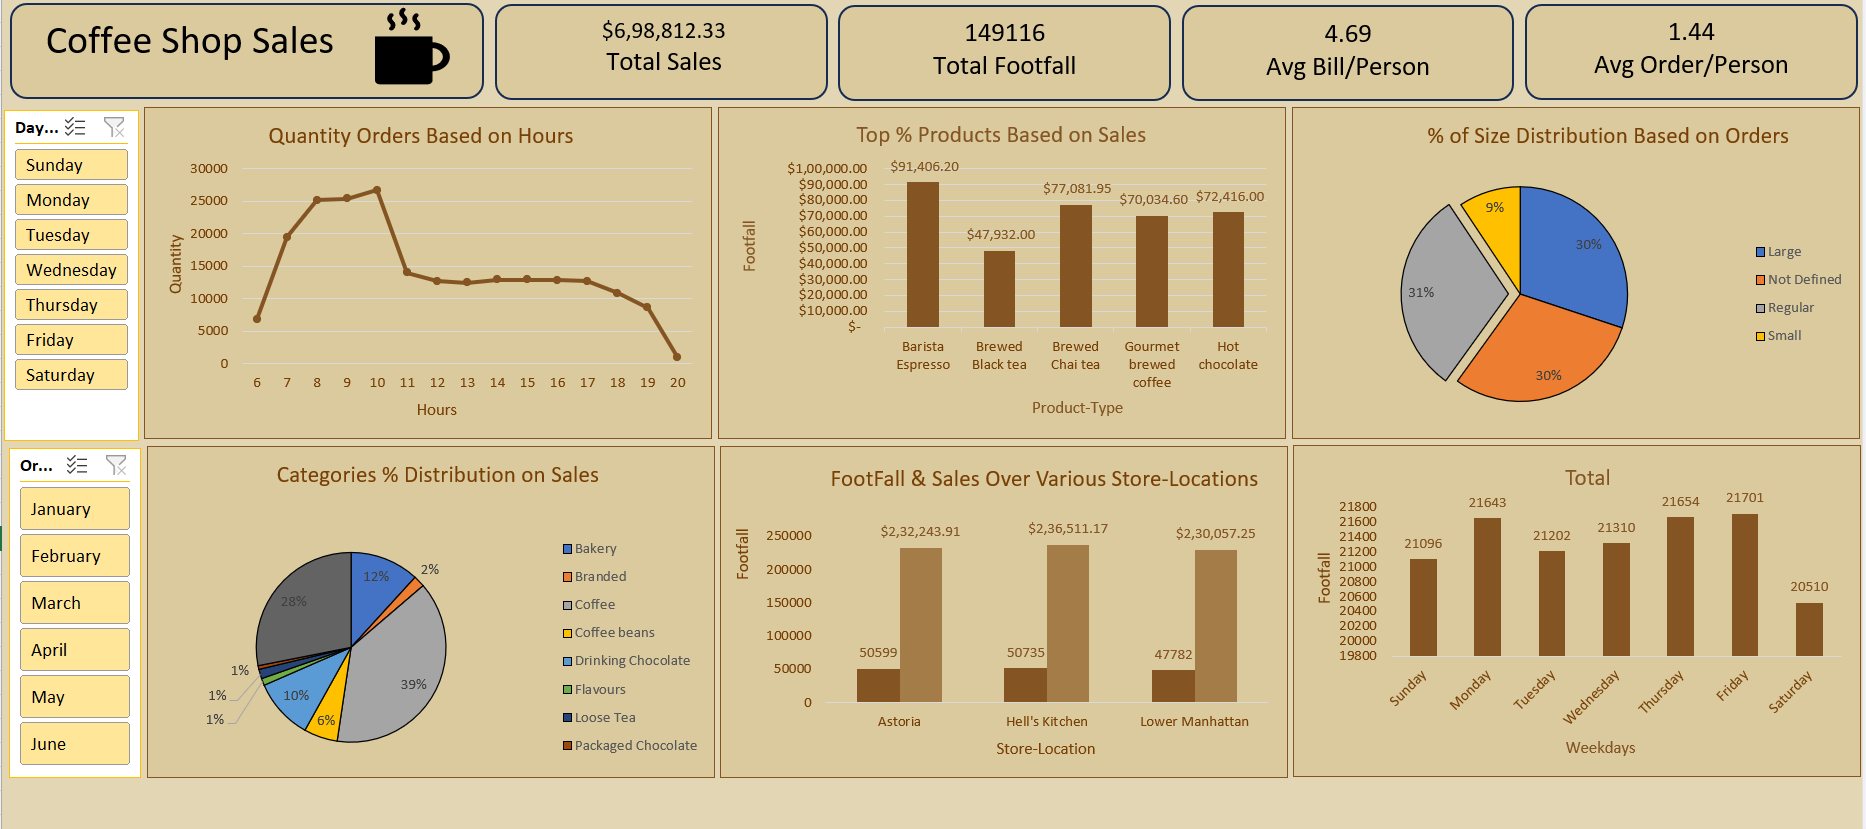 Coffee Shop Sales
$6,98,812.33
Total Sales
149116
Total Footfall
4.69
Avg Bill/Person
1.44
Avg Order/Person
Day...
Sunday
Monday
Tuesday
Wednesday
Thursday
Friday
Saturday
Quantity Orders Based on Hours
Quantity
30000
25000
20000
15000
10000
5000
0
6 7 8 9 10 11 12 13 14 15 16 17 18 19 20
Hours
Top % Products Based on Sales
Footfall
$1,00,000.00
$90,000.00
$80,000.00
$70,000.00
$60,000.00
$50,000.00
$40,000.00
$30,000.00
$20,000.00
$10,000.00
$-
$91,406.20
$47,932.00
$77,081.95
$70,034.60
$72,416.00
Barista
Espresso
Brewed
Black tea
Brewed
Chai tea
Gourmet
brewed
coffee
Hot
chocolate
Product-Type
% of Size Distribution Based on Orders
30%
30%
31%
9%
Large
Not Defined
Regular
Small
Or...
January
February
March
April
May
June
Categories % Distribution on Sales
12%
2%
39%
6%
10%
1%
1%
1%
28%
Bakery
Branded
Coffee
Coffee beans
Drinking Chocolate
Flavours
Loose Tea
Packaged Chocolate
FootFall & Sales Over Various Store-Locations
Footfall
250000
200000
150000
100000
50000
0
50599
$2,32,243.91
50735
$2,36,511.17
47782
$2,30,057.25
Astoria
Hell's Kitchen
Lower Manhattan
Store-Location
Total
Footfall
21800
21600
21400
21200
21000
20800
20600
20400
20200
20000
19800
21096
21643
21202
21310
21654
21701
20510
Sunday
Monday
Tuesday
Wednesday
Thursday
Friday
Saturday
Weekdays